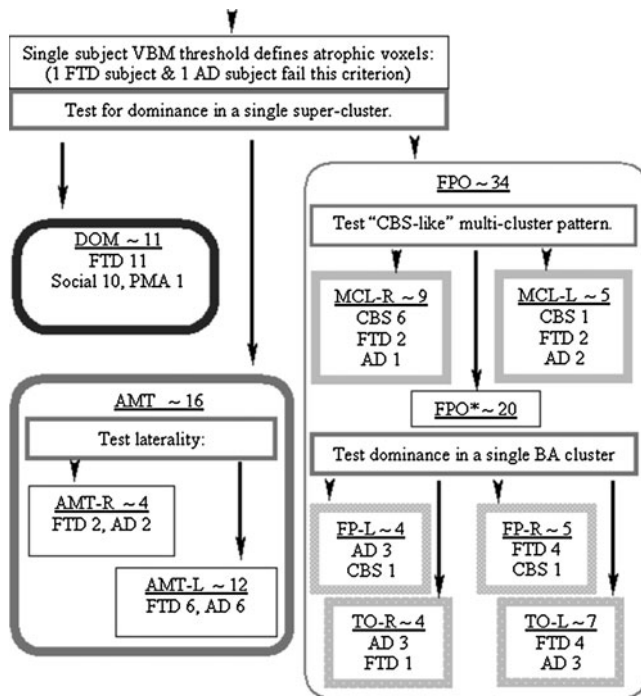 Single subject VBM threshold defines atrophic voxels:
(1 FTD subject & 1 AD subject fail this criterion)
Test for dominance in a single super-cluster.
DOM ~ 11
FTD 11
Social 10, PMA 1
AMT ~ 16
Test laterality:
AMT-R ~ 4
FTD 2, AD 2
AMT-L ~ 12
FTD 6, AD 6
FPO ~ 34
Test “CBS-like” multi-cluster pattern.
MCL-R ~ 9
CBS 6
FTD 2
AD 1
MCL-L ~ 5
CBS 1
FTD 2
AD 2
FPO* ~ 20
Test dominance in a single BA cluster
FP-L ~ 4
AD 3
CBS 1
FP-R ~ 5
FTD 4
CBS 1
TO-R ~ 4
AD 3
FTD 1
TO-L ~ 7
FTD 4
AD 3